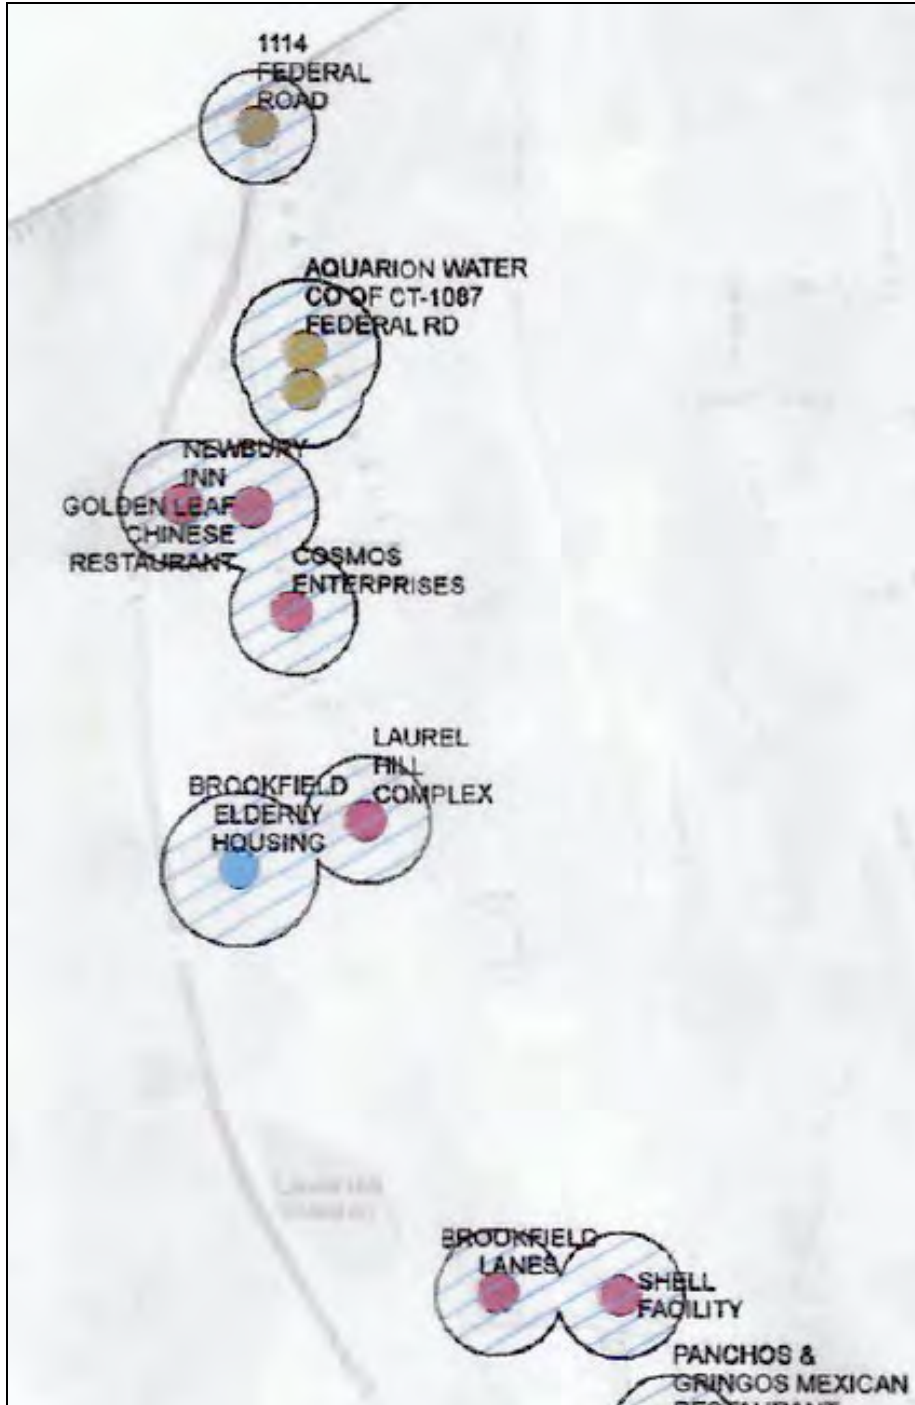 1114
FEDERAL
ROAD
AQUARION WATER
CO OF CT-1087
FEDERAL RD
NEWBURY
INN
GOLDEN LEAF
CHINESE
RESTAURANT
COSMOS
ENTERPRISES
LAUREL
HILL
COMPLEX
BROOKFIELD
ELDERLY
HOUSING
BROOKFIELD
LANES
SHELL
FACILITY
PANCHOS &
GRINGOS MEXICAN
RESTAURANT